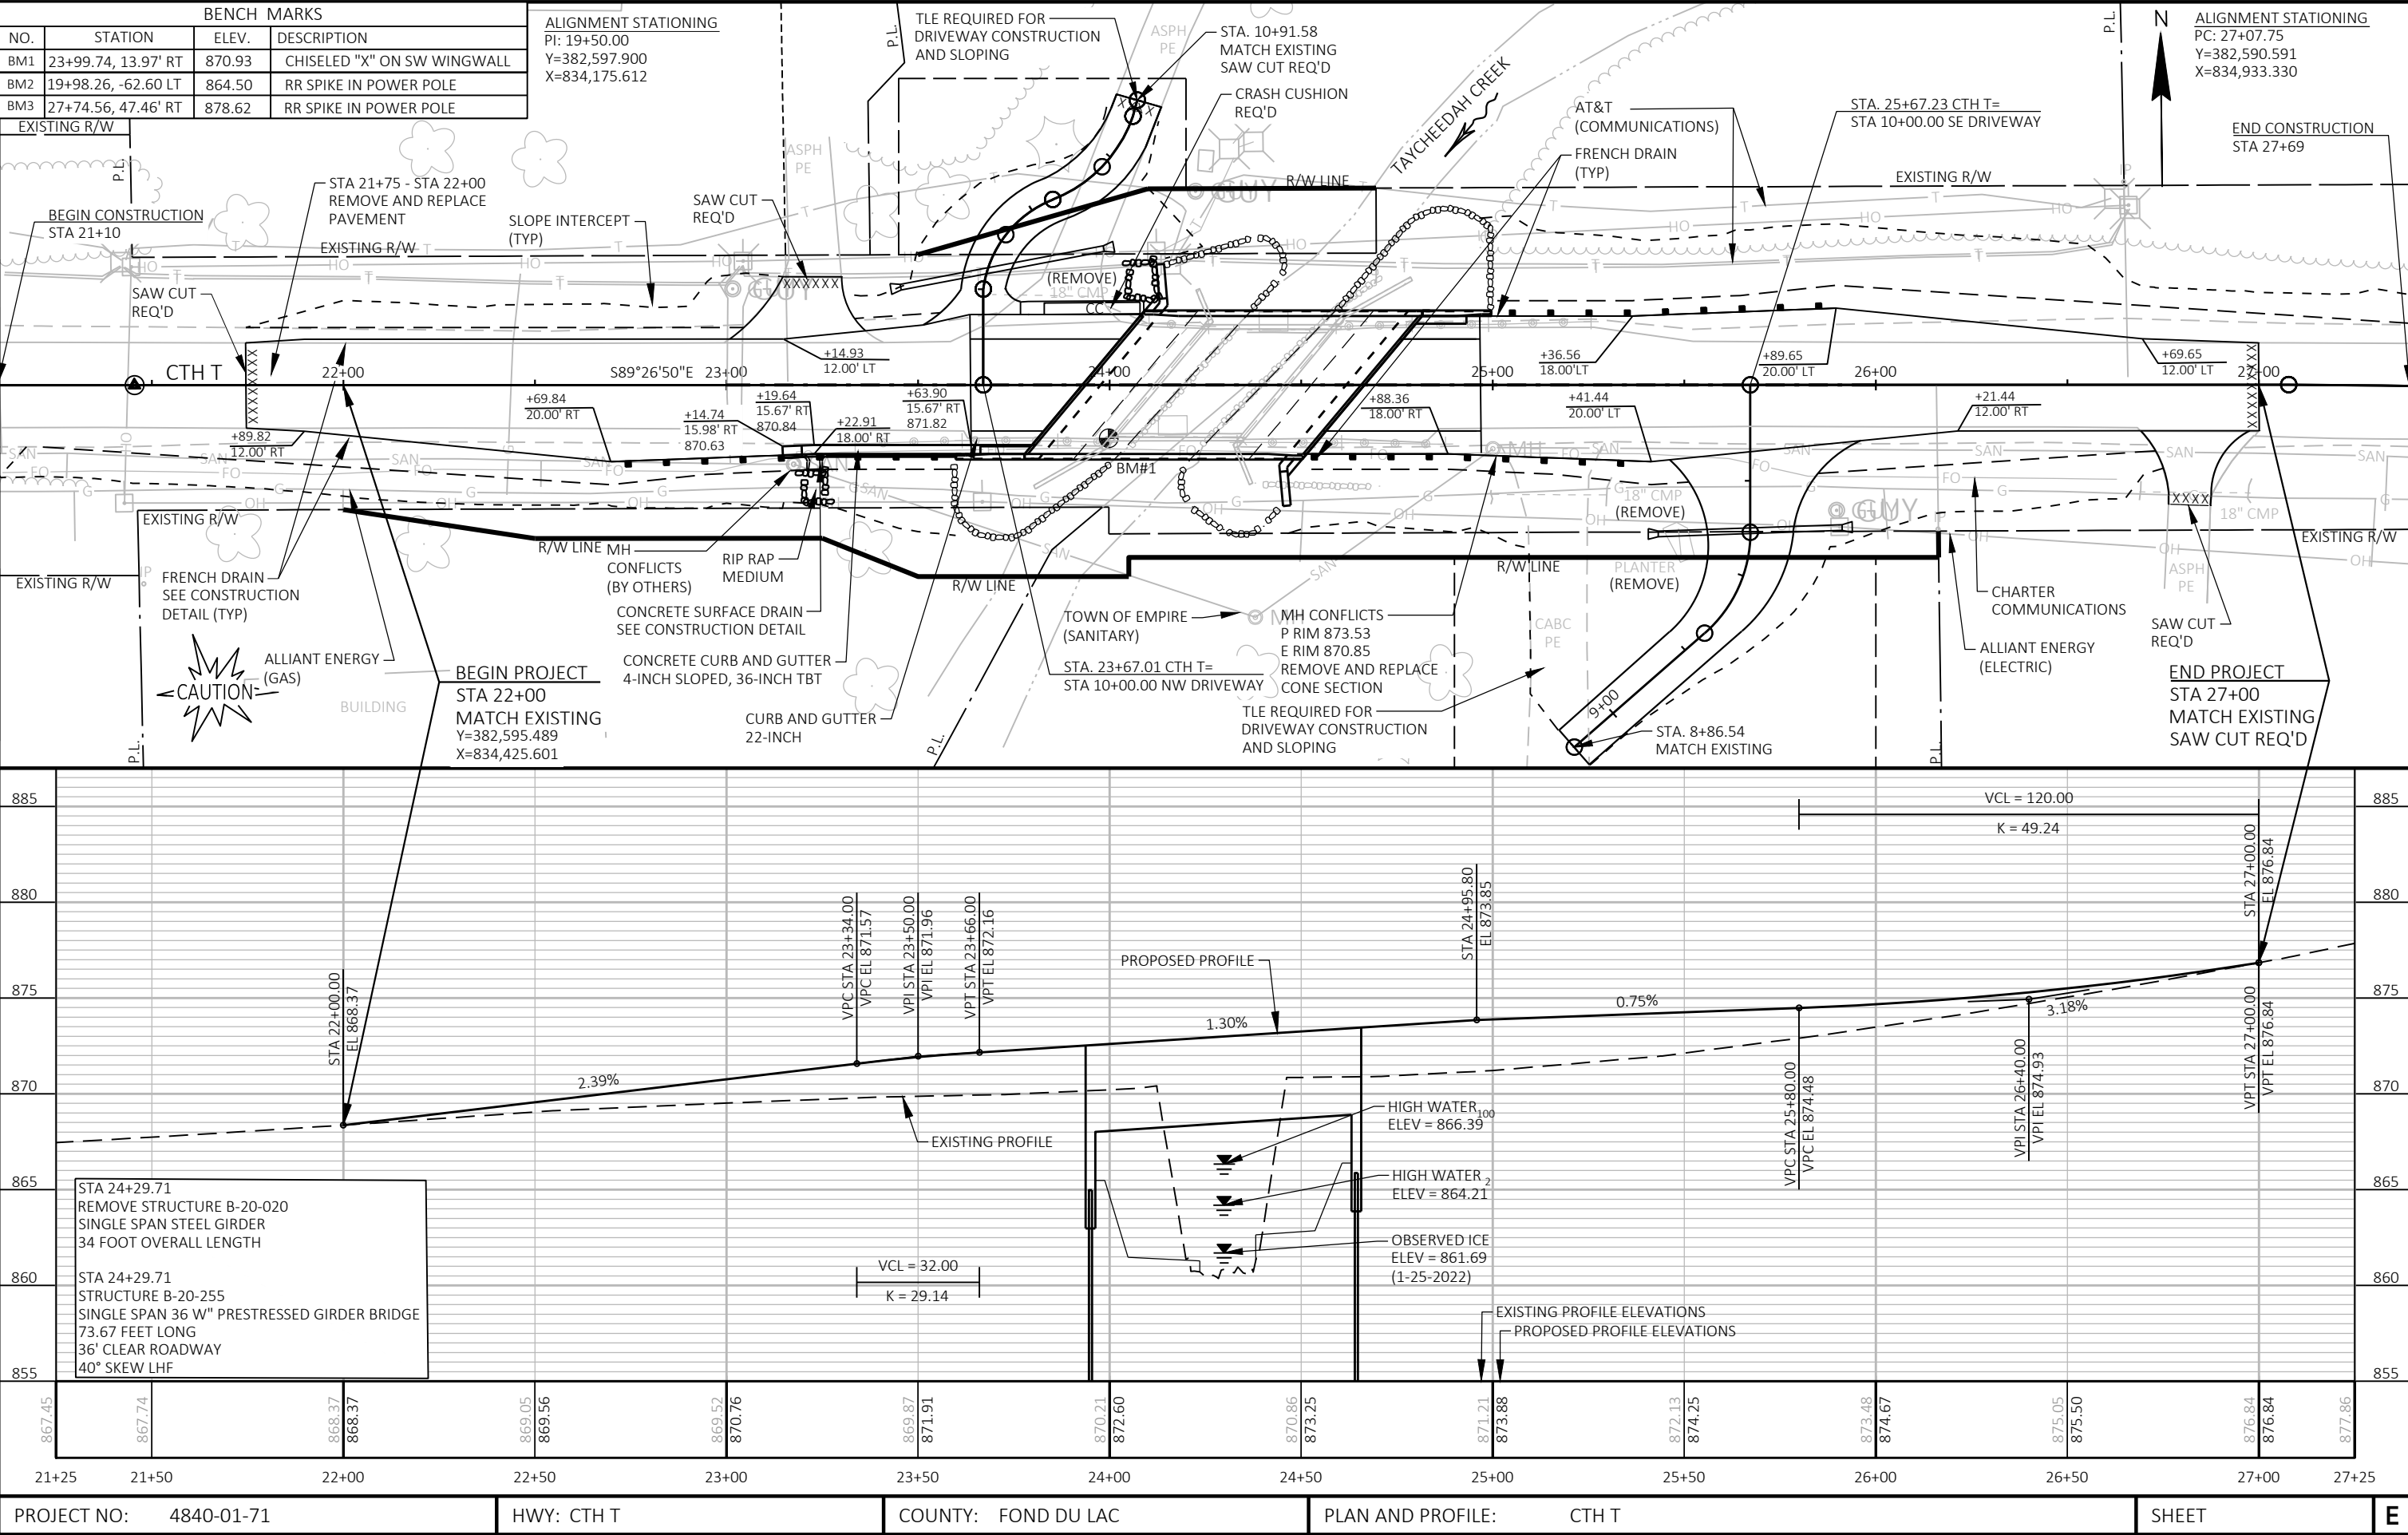 BENCH MARKS
NO. STATION ELEV. DESCRIPTION
BM1 23+99.74, 13.97' RT 870.93 CHISELED "X" ON SW WINGWALL
BM2 19+98.26, -62.60 LT 864.50 RR SPIKE IN POWER POLE
BM3 27+74.56, 47.46' RT 878.62 RR SPIKE IN POWER POLE
EXISTING R/W
ALIGNMENT STATIONING
PI: 19+50.00
Y=382,597.900
X=834,175.612
P.L.
TLE REQUIRED FOR
DRIVEWAY CONSTRUCTION
AND SLOPING
ASPH
PE
STA. 10+91.58
MATCH EXISTING
SAW CUT REQ'D
CRASH CUSHION
REQ'D
TAYCHEEDAH CREEK
AT&T
(COMMUNICATIONS)
FRENCH DRAIN
(TYP)
STA. 25+67.23 CTH T=
STA 10+00.00 SE DRIVEWAY
P.L.
N
ALIGNMENT STATIONING
PC: 27+07.75
Y=382,590.591
X=834,933.330
END CONSTRUCTION
STA 27+69
P.L.
BEGIN CONSTRUCTION
STA 21+10
STA 21+75 - STA 22+00
REMOVE AND REPLACE
PAVEMENT
EXISTING R/W
SLOPE INTERCEPT
(TYP)
SAW CUT
REQ'D
ASPH
PE
R/W LINE
EXISTING R/W
GUY
SAW CUT
REQ'D
GUY
XXXXXX
(REMOVE)
18" CMP
CC
CTH T
22+00
S89°26'50"E 23+00
24+00
25+00
26+00
27+00
+14.93
12.00' LT
+36.56
18.00'LT
+89.65
20.00' LT
+69.65
12.00' LT
+89.82
12.00' RT
+69.84
20.00' RT
+14.74
15.98' RT
870.63
+19.64
15.67' RT
870.84
+22.91
18.00' RT
+63.90
15.67' RT
871.82
+88.36
18.00' RT
+41.44
20.00' LT
+21.44
12.00' RT
BM#1
MH
18" CMP
(REMOVE)
GUY
XXXX
18" CMP
EXISTING R/W
EXISTING R/W
EXISTING R/W
FRENCH DRAIN
SEE CONSTRUCTION
DETAIL (TYP)
R/W LINE
MH
CONFLICTS
(BY OTHERS)
RIP RAP
MEDIUM
R/W LINE
CONCRETE SURFACE DRAIN
SEE CONSTRUCTION DETAIL
CONCRETE CURB AND GUTTER
4-INCH SLOPED, 36-INCH TBT
CURB AND GUTTER
22-INCH
TOWN OF EMPIRE
(SANITARY)
MH
STA. 23+67.01 CTH T=
STA 10+00.00 NW DRIVEWAY
MH CONFLICTS
P RIM 873.53
E RIM 870.85
REMOVE AND REPLACE
CONE SECTION
TLE REQUIRED FOR
DRIVEWAY CONSTRUCTION
AND SLOPING
R/W LINE
PLANTER
(REMOVE)
CABC
PE
9+00
STA. 8+86.54
MATCH EXISTING
CHARTER
COMMUNICATIONS
ALLIANT ENERGY
(ELECTRIC)
ASPH
PE
SAW CUT
REQ'D
END PROJECT
STA 27+00
MATCH EXISTING
SAW CUT REQ'D
CAUTION
ALLIANT ENERGY
(GAS)
BUILDING
BEGIN PROJECT
STA 22+00
MATCH EXISTING
Y=382,595.489
X=834,425.601
P.L.
P.L.
P.L.
885
880
875
870
865
860
855
STA 22+00.00
EL 868.37
2.39%
VPC STA 23+34.00
VPC EL 871.57
VPI STA 23+50.00
VPI EL 871.96
VPT STA 23+66.00
VPT EL 872.16
EXISTING PROFILE
VCL = 32.00
K = 29.14
PROPOSED PROFILE
1.30%
HIGH WATER 100
ELEV = 866.39
HIGH WATER 2
ELEV = 864.21
OBSERVED ICE
ELEV = 861.69
(1-25-2022)
STA 24+95.80
EL 873.85
0.75%
VPC STA 25+80.00
VPC EL 874.48
VPI STA 26+40.00
VPI EL 874.93
3.18%
VCL = 120.00
K = 49.24
STA 27+00.00
EL 876.84
VPT STA 27+00.00
VPT EL 876.84
885
880
875
870
865
860
855
STA 24+29.71
REMOVE STRUCTURE B-20-020
SINGLE SPAN STEEL GIRDER
34 FOOT OVERALL LENGTH
STA 24+29.71
STRUCTURE B-20-255
SINGLE SPAN 36 W" PRESTRESSED GIRDER BRIDGE
73.67 FEET LONG
36' CLEAR ROADWAY
40° SKEW LHF
EXISTING PROFILE ELEVATIONS
PROPOSED PROFILE ELEVATIONS
867.45 867.74 868.37 868.37 869.05 869.56 869.52 870.76 869.87 871.91 870.21 872.60 870.86 873.25 871.21 873.88 872.13 874.25 873.48 874.67 875.05 875.50 876.84 876.84 877.86
21+25 21+50 22+00 22+50 23+00 23+50 24+00 24+50 25+00 25+50 26+00 26+50 27+00 27+25
PROJECT NO: 4840-01-71 HWY: CTH T COUNTY: FOND DU LAC PLAN AND PROFILE: CTH T SHEET E